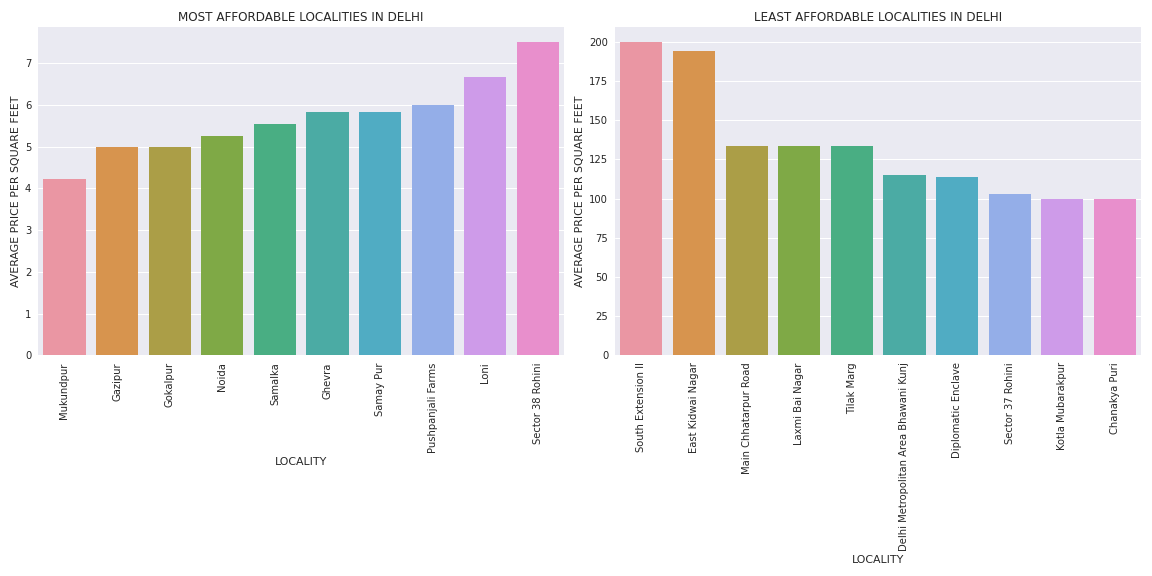 MOST AFFORDABLE LOCALITIES IN DELHI
AVERAGE PRICE PER SQUARE FEET
7
6
5
4
3
2
1
0
Mukundpur
Gazipur
Gokalpur
Noida
Samalka
Ghevra
Samay Pur
Pushpanjali Farms
Loni
Sector 38 Rohini
LOCALITY
LEAST AFFORDABLE LOCALITIES IN DELHI
AVERAGE PRICE PER SQUARE FEET
200
175
150
125
100
75
50
25
0
South Extension II
East Kidwai Nagar
Main Chhatarpur Road
Laxmi Bai Nagar
Tilak Marg
Delhi Metropolitan Area Bhawani Kunj
Diplomatic Enclave
Sector 37 Rohini
Kotla Mubarakpur
Chanakya Puri
LOCALITY